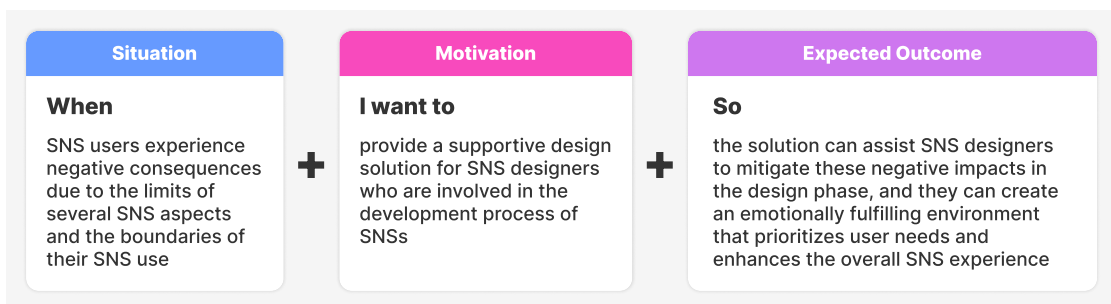 Situation
When
SNS users experience
negative consequences
due to the limits of
several SNS aspects
and the boundaries of
their SNS use
+
Motivation
I want to
provide a supportive design
solution for SNS designers
who are involved in the
development process of
SNSs
+
Expected Outcome
So
the solution can assist SNS designers
to mitigate these negative impacts in
the design phase, and they can create
an emotionally fulfilling environment
that prioritizes user needs and
enhances the overall SNS experience